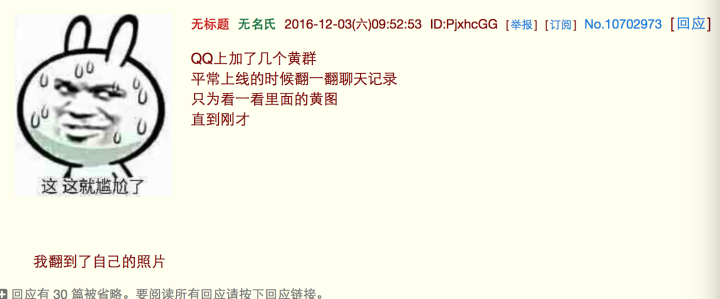 无标题 无名氏 2016-12-03(六)09:52:53 ID:PjxhcGG [举报] [订阅] No.10702973 [回应]
QQ上加了几个黄群
平常上线的时候翻一翻聊天记录
只为看一看里面的黄图
直到刚才
这 这就尴尬了
我翻到了自己的照片
回应有 30 篇被省略。要阅读所有回应请按下回应链接。